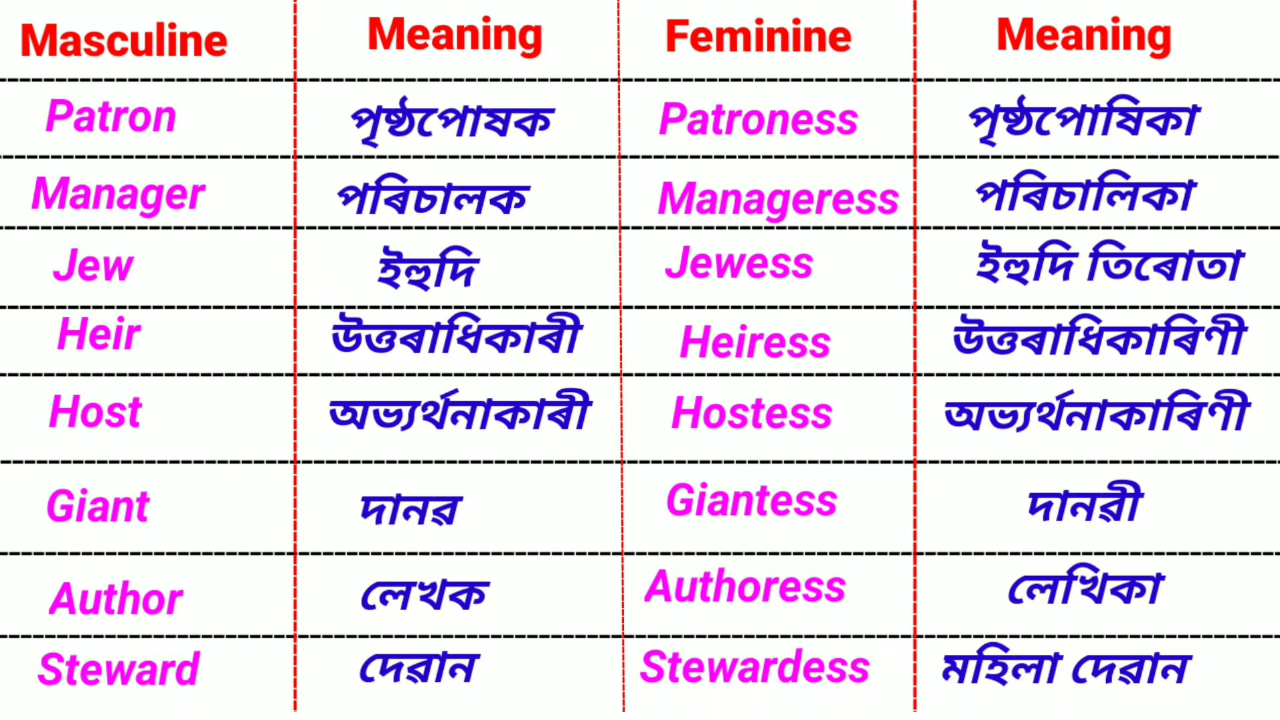 Masculine Meaning Feminine Meaning
Patron পৃষ্ঠপোষক Patroness পৃষ্ঠপোষিকা
Manager পৰিচালক Manageress পৰিচালিকা
Jew ইহুদি Jewess ইহুদি তিৰোতা
Heir উত্তৰাধিকাৰী Heiress উত্তৰাধিকাৰিণী
Host অভ্যৰ্থনাকাৰী Hostess অভ্যৰ্থনাকাৰিণী
Giant দানৱ Giantess দানৱী
Author লেখক Authoress লেখিকা
Steward দেৱান Stewardess মহিলা দেৱান